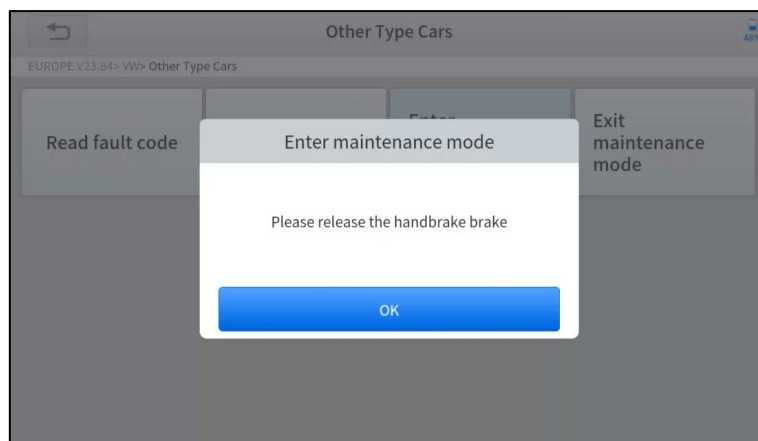 Other Type Cars
48%
EUROPE V23.84> VW> Other Type Cars
Read fault code
Enter
Exit
maintenance
mode
Enter maintenance mode
Please release the handbrake brake
OK